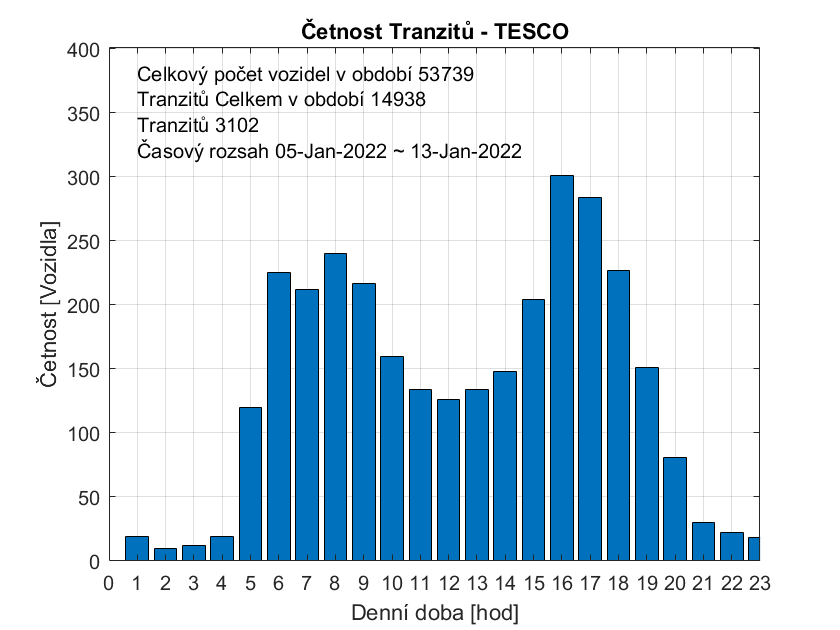 Četnost Tranzitů - TESCO
Celkový počet vozidel v období 53739
Tranzitů Celkem v období 14938
Tranzitů 3102
Časový rozsah 05-Jan-2022 ~ 13-Jan-2022
Četnost [Vozidla]
400
350
300
250
200
150
100
50
0
0 1 2 3 4 5 6 7 8 9 10 11 12 13 14 15 16 17 18 19 20 21 22 23
Denní doba [hod]